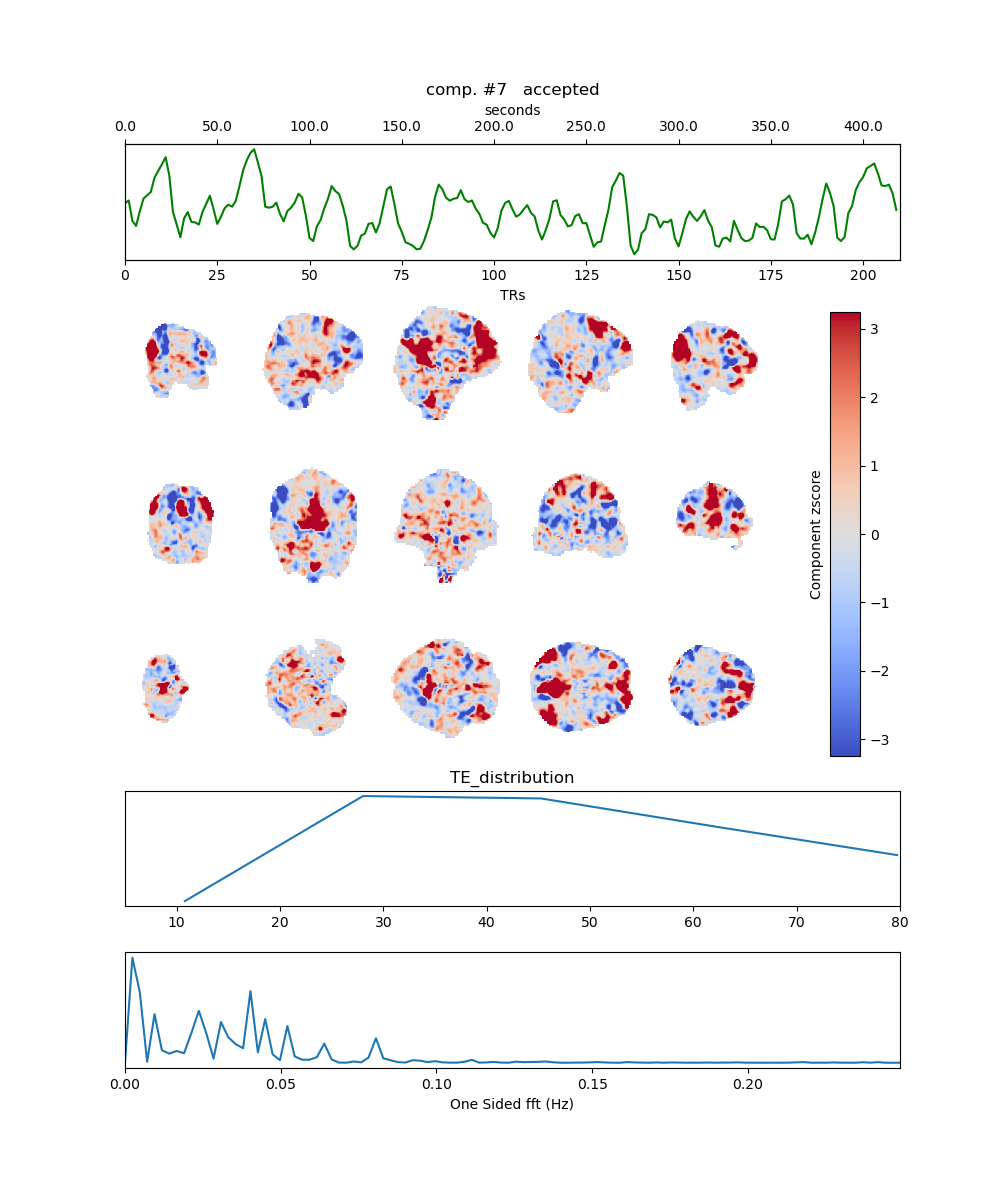 comp. #7   accepted
seconds
0.0 50.0 100.0 150.0 200.0 250.0 300.0 350.0 400.0
0 25 50 75 100 125 150 175 200
TRs
3
2
1
0
−1
−2
−3
Component zscore
TE_distribution
10 20 30 40 50 60 70 80
0.00 0.05 0.10 0.15 0.20
One Sided fft (Hz)